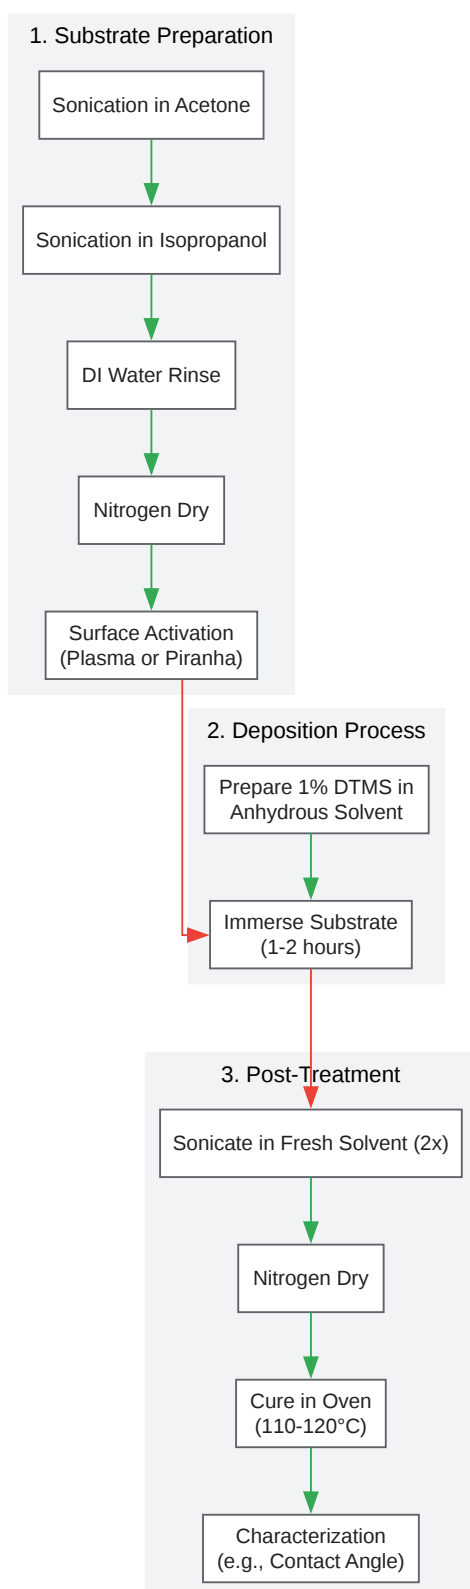 1. Substrate Preparation
Sonication in Acetone
Sonication in Isopropanol
DI Water Rinse
Nitrogen Dry
Surface Activation
(Plasma or Piranha)
2. Deposition Process
Prepare 1% DTMS in
Anhydrous Solvent
Immerse Substrate
(1-2 hours)
3. Post-Treatment
Sonicate in Fresh Solvent (2x)
Nitrogen Dry
Cure in Oven
(110-120°C)
Characterization
(e.g., Contact Angle)